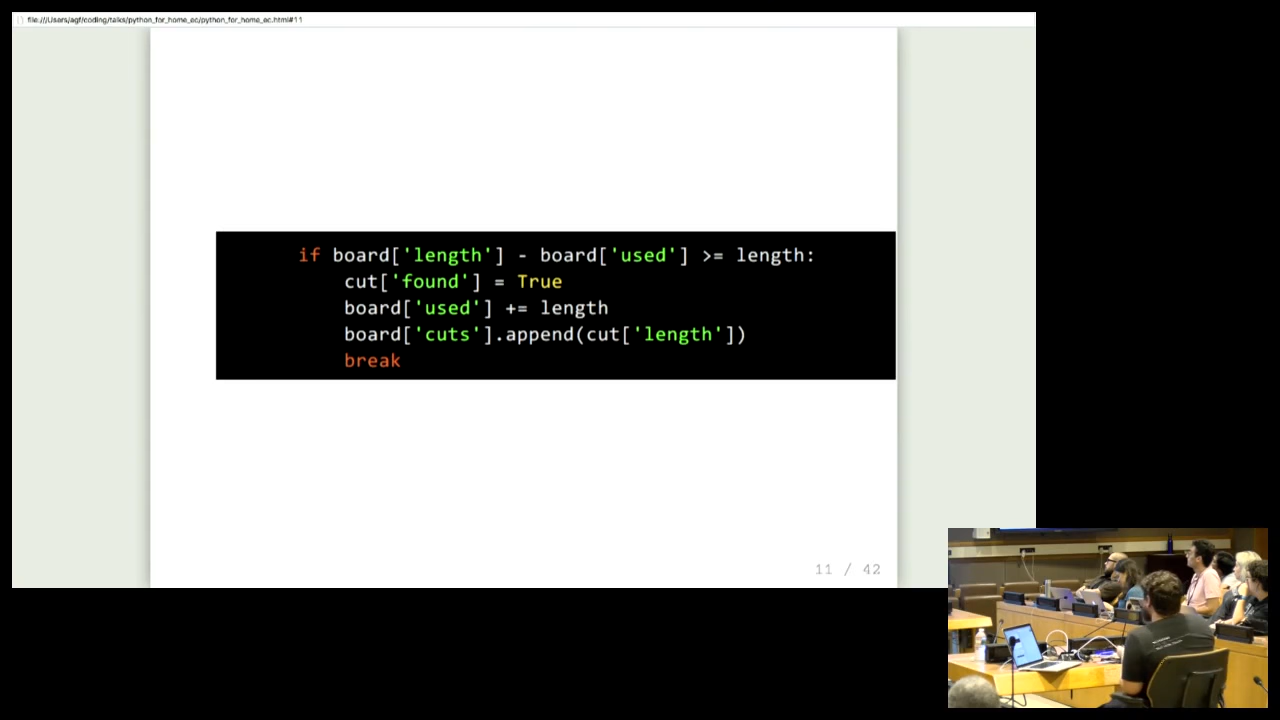 file:///Users/agf/coding/talks/python_for_home_ec/python_for_home_ec.html#11
if board['length'] - board['used'] >= length:
cut['found'] = True
board['used'] += length
board['cuts'].append(cut['length'])
break
11 / 42